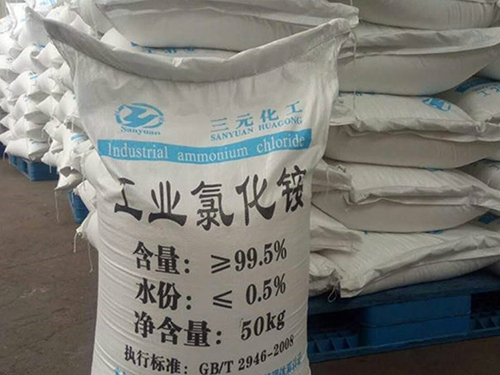 三元化工
Sanyuan
SANYUAN HUAGONG
Industrial ammonium chloride
工业氯化铵
含量：≥99.5%
水份：≤ 0.5%
净含量：50kg
执行标准：GB/T 2946-2008